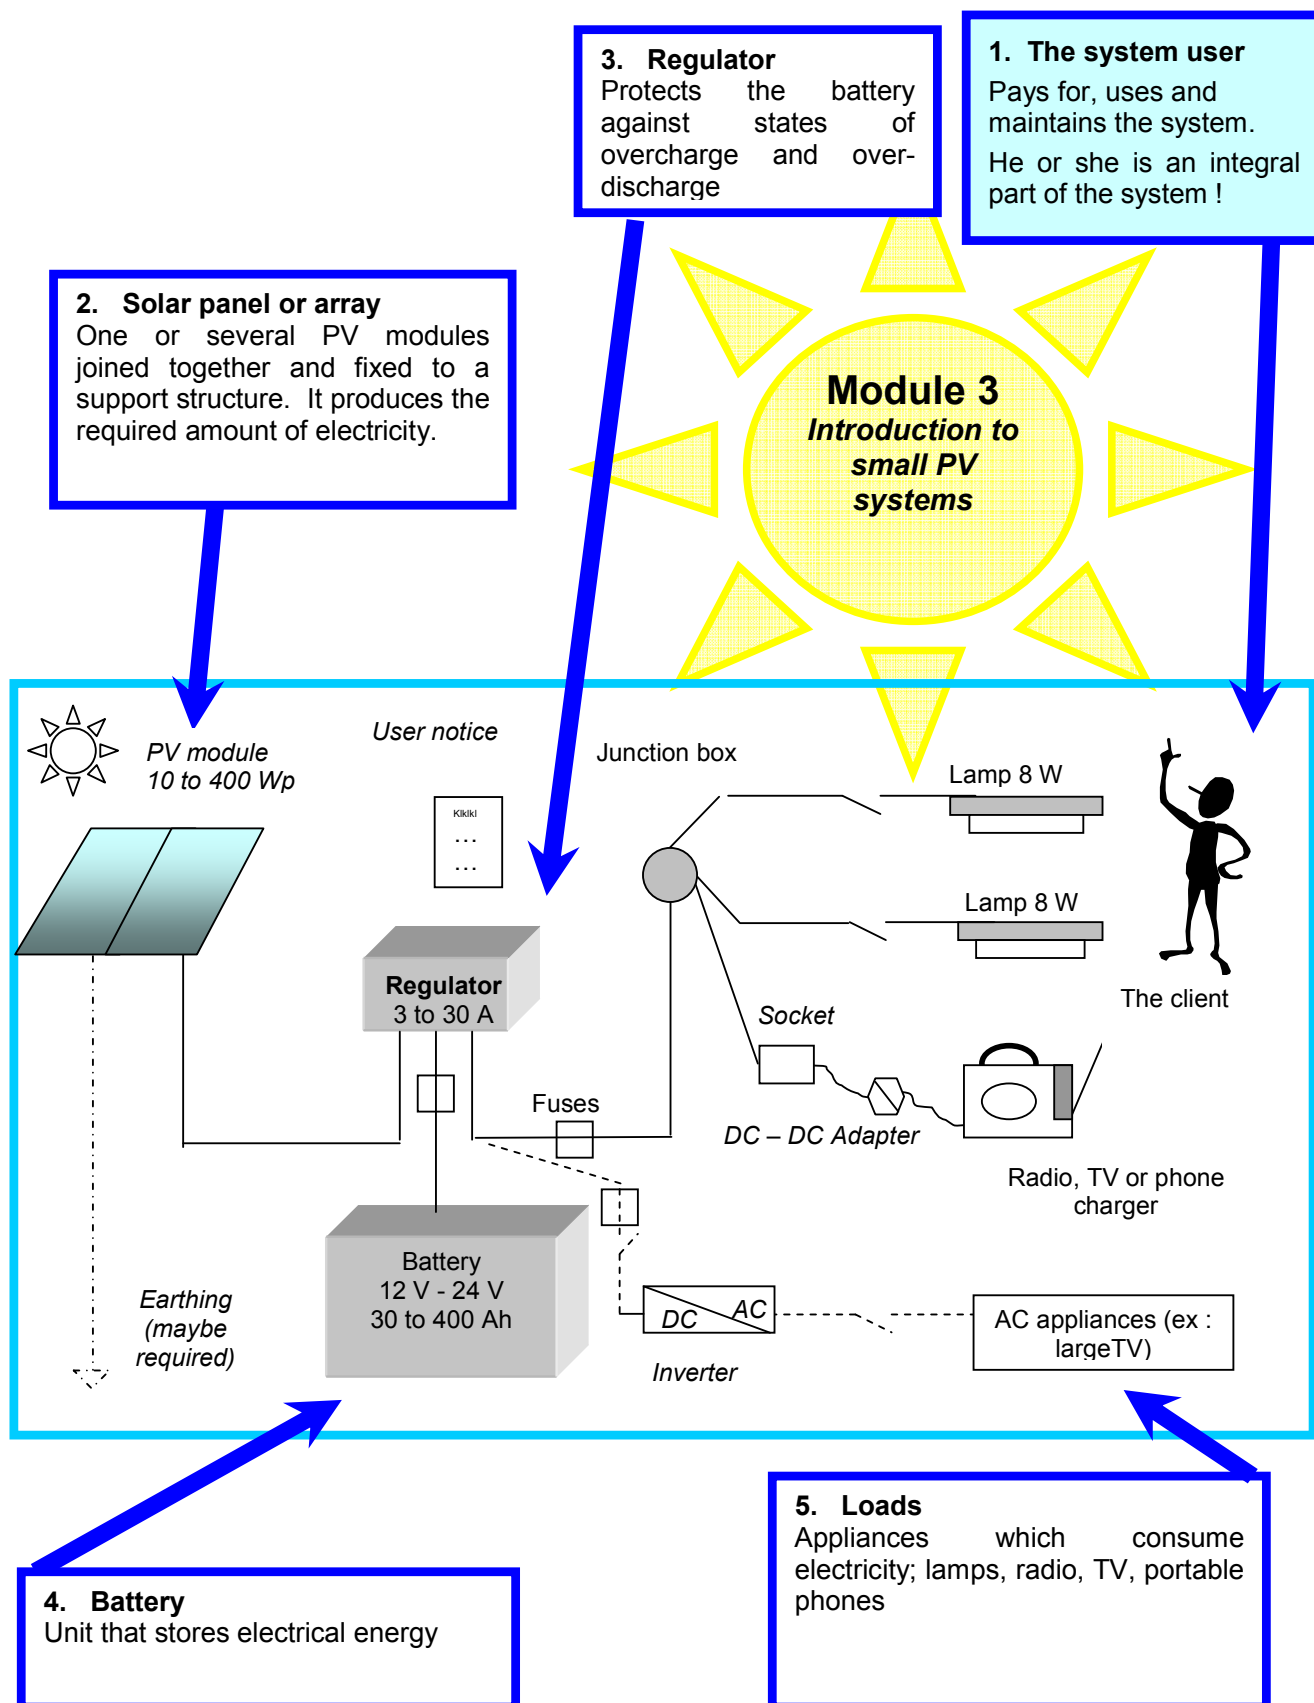 3. Regulator
Protects the battery
against states of
overcharge and over-
discharge
1. The system user
Pays for, uses and
maintains the system.
He or she is an integral
part of the system !
2. Solar panel or array
One or several PV modules
joined together and fixed to a
support structure. It produces the
required amount of electricity.
Module 3
Introduction to
small PV
systems
PV module
10 to 400 Wp
User notice
Junction box
Lamp 8 W
Klklkl
...
...
Lamp 8 W
Regulator
3 to 30 A
The client
Socket
Fuses
DC – DC Adapter
Radio, TV or phone
charger
Battery
12 V - 24 V
30 to 400 Ah
Earthing
(maybe
required)
DC AC
Inverter
AC appliances (ex :
largeTV)
4. Battery
Unit that stores electrical energy
5. Loads
Appliances which consume
electricity; lamps, radio, TV, portable
phones